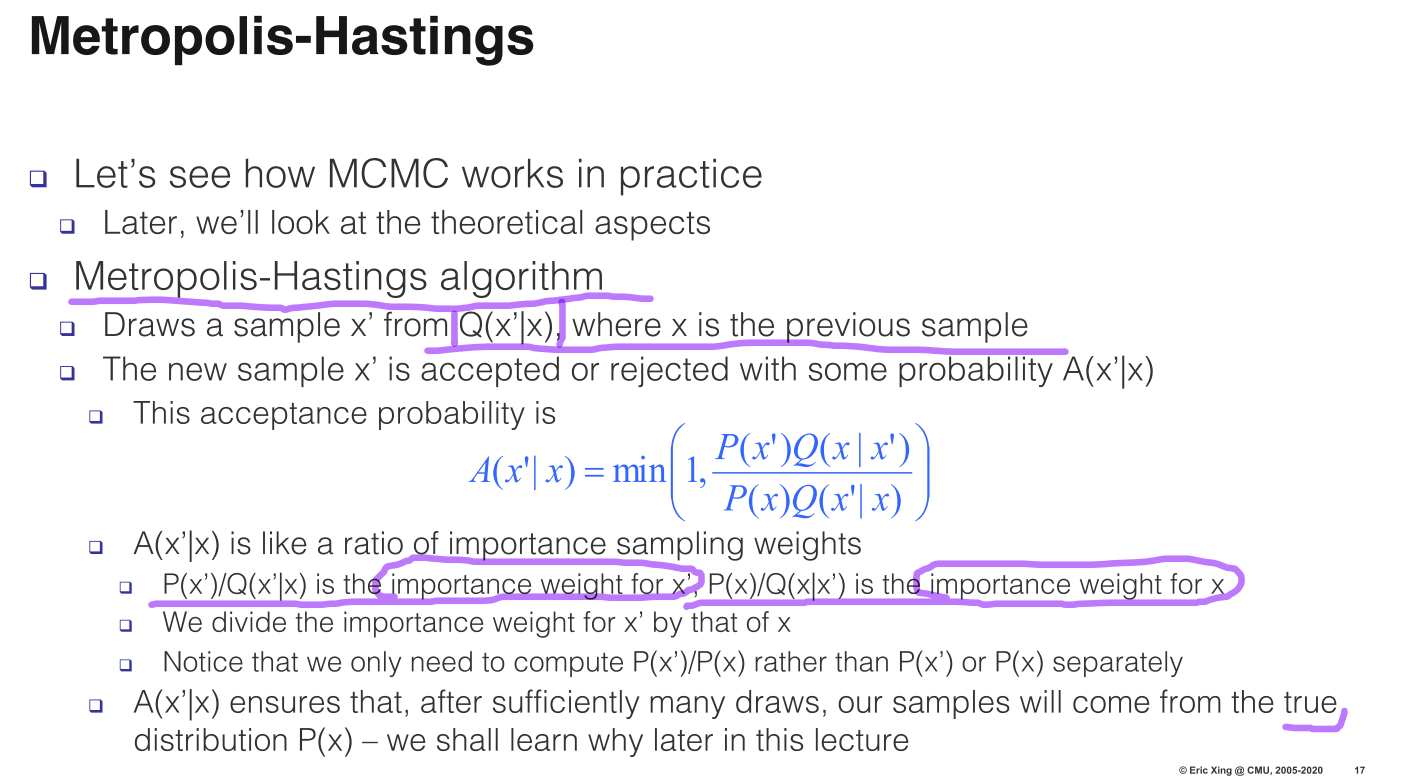 Metropolis-Hastings
❑ Let’s see how MCMC works in practice
❑ Later, we’ll look at the theoretical aspects
❑ Metropolis-Hastings algorithm
❑ Draws a sample x’ from Q(x’|x), where x is the previous sample
❑ The new sample x’ is accepted or rejected with some probability A(x’|x)
❑ This acceptance probability is
A(x'| x) = min(1, P(x')Q(x | x') / P(x)Q(x'| x))
❑ A(x’|x) is like a ratio of importance sampling weights
❑ P(x’)/Q(x’|x) is the importance weight for x’, P(x)/Q(x|x’) is the importance weight for x
❑ We divide the importance weight for x’ by that of x
❑ Notice that we only need to compute P(x’)/P(x) rather than P(x’) or P(x) separately
❑ A(x’|x) ensures that, after sufficiently many draws, our samples will come from the true
distribution P(x) – we shall learn why later in this lecture
© Eric Xing @ CMU, 2005-2020 17